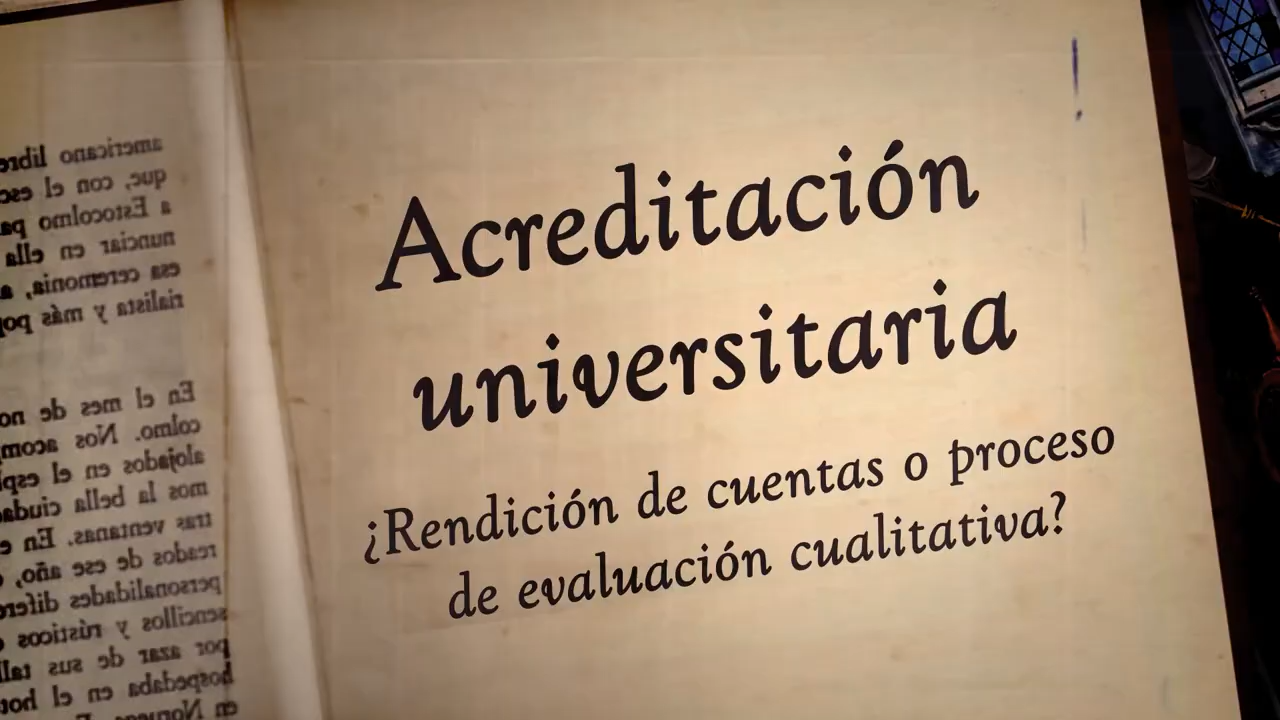 americano libre
que, con el
a Estocolmo
nunciar en ella
esa ceremonia,
rialista y más
En el mes de
colmo. Nos
alojados en el
mos la bella
tras ventanas. En
reados de ese año,
personalidades
sencillos y rústicos
por azar de sus
hospedaba en el
en
Acreditación
universitaria
¿Rendición de cuentas o proceso
de evaluación cualitativa?